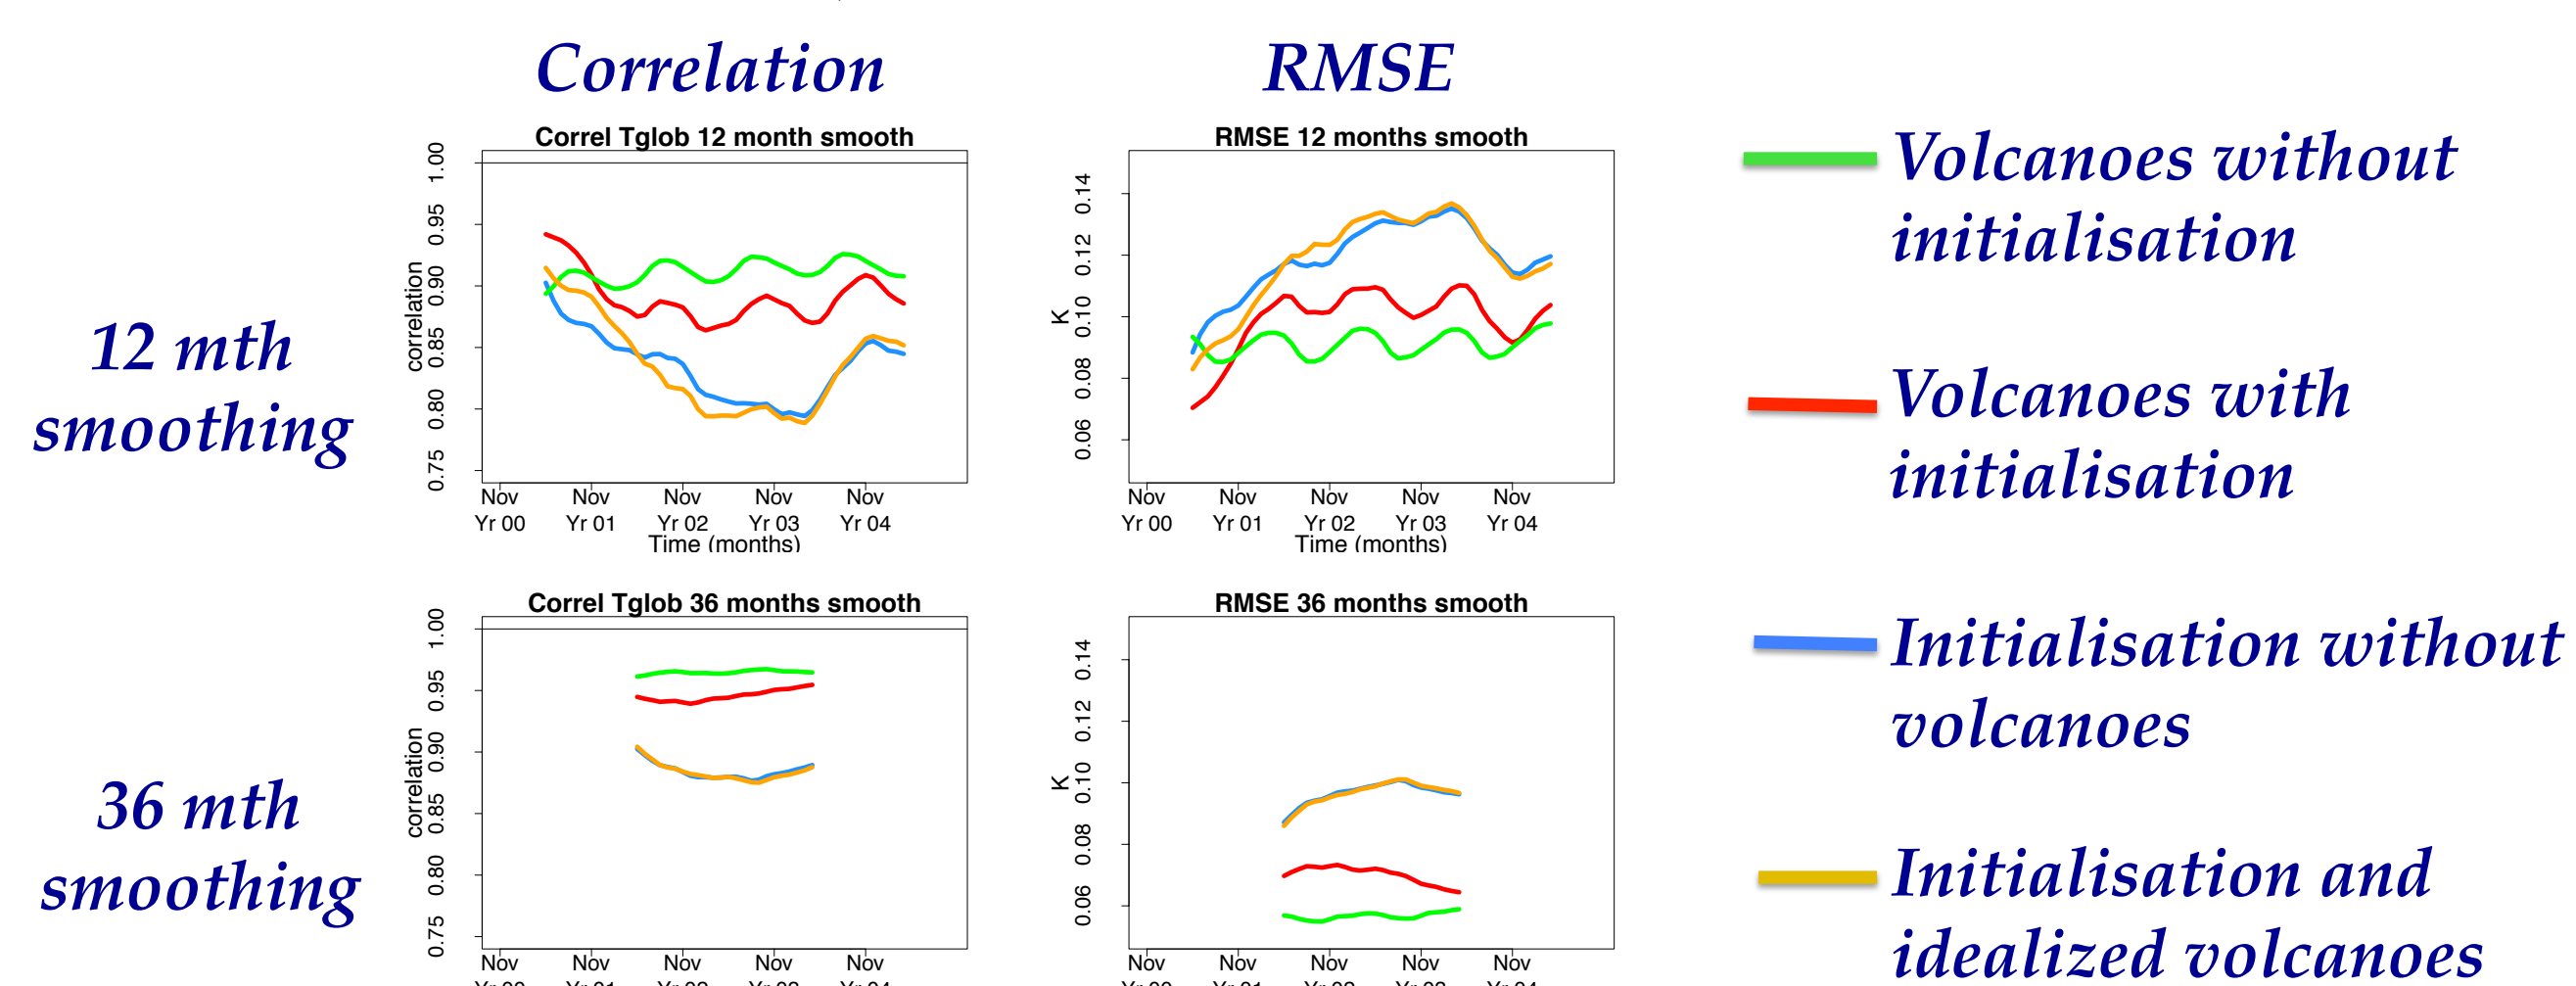 Correlation
RMSE
Correl Tglob 12 month smooth
1.00
0.95
0.90
0.85
0.80
0.75
correlation
Nov Nov Nov Nov Nov
Yr 00 Yr 01 Yr 02 Yr 03 Yr 04
Time (months)
RMSE 12 months smooth
0.14
0.12
0.10
0.08
0.06
K
Nov Nov Nov Nov Nov
Yr 00 Yr 01 Yr 02 Yr 03 Yr 04
Time (months)
12 mth
smoothing
Correl Tglob 36 months smooth
1.00
0.95
0.90
0.85
0.80
0.75
correlation
Nov Nov Nov Nov Nov
RMSE 36 months smooth
0.14
0.12
0.10
0.08
0.06
K
Nov Nov Nov Nov Nov
36 mth
smoothing
Volcanoes without
initialisation
Volcanoes with
initialisation
Initialisation without
volcanoes
Initialisation and
idealized volcanoes